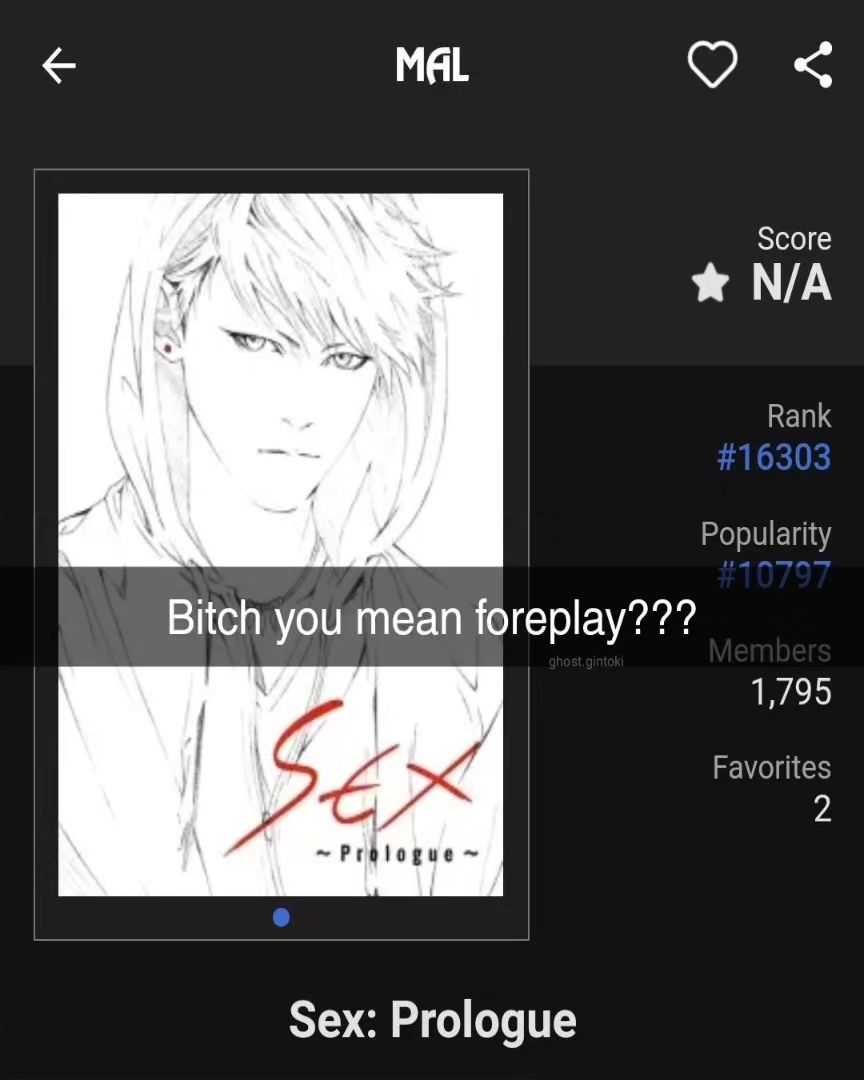 MAL
Score
N/A
Rank
#16303
Popularity
#10797
Bitch you mean foreplay???
ghost.gintoki
Members
1,795
Favorites
2
SEX
~Prologue~
Sex: Prologue